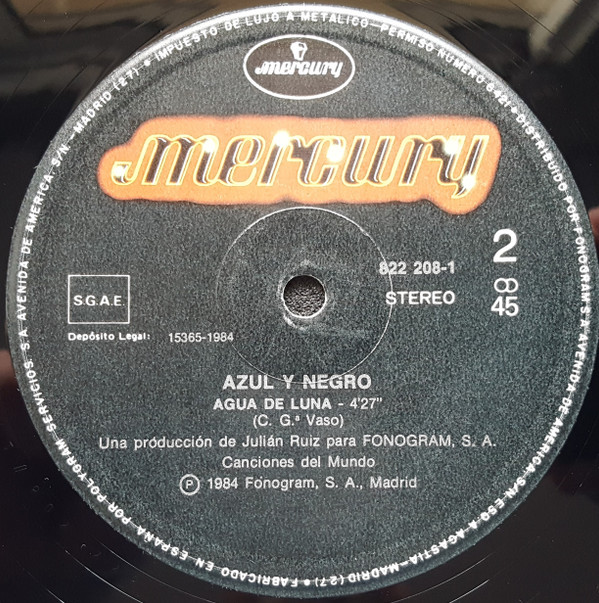 IMPUESTO DE LUJO A METALICO - PERMISO NUMERO 642 • DISTRIBUIDO POR FONOGRAM S.A. AVENIDA DE AMERICA, S/N ESQ. A AGASTIA - MADRID (27) • FABRICADO EN ESPAÑA POR POLYGRAM SERVICIOS, S.A. AVENIDA DE AMERICA, S/N. MADRID (27) •
mercury
mercury
822 208-1
2
STEREO
45
S.G.A.E.
Depósito Legal: 15365-1984
AZUL Y NEGRO
AGUA DE LUNA - 4'27"
(C. G.ª Vaso)
Una producción de Julián Ruiz para FONOGRAM, S. A.
Canciones del Mundo
Ⓟ 1984 Fonogram, S. A., Madrid